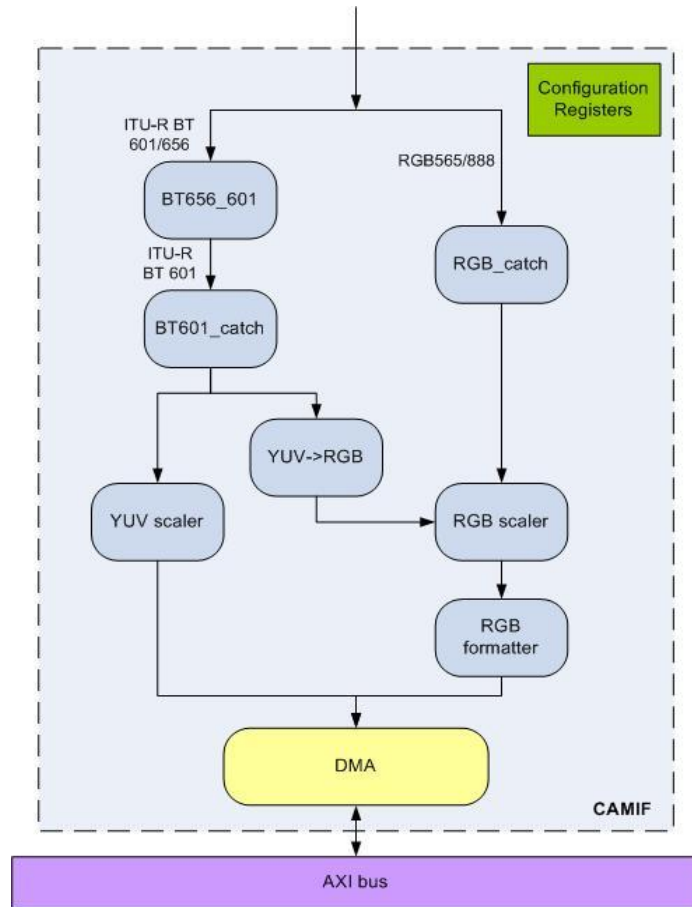 Configuration
Registers
ITU-R BT
601/656
RGB565/888
BT656_601
ITU-R
BT 601
RGB_catch
BT601_catch
YUV->RGB
YUV scaler
RGB scaler
RGB
formatter
DMA
CAMIF
AXI bus